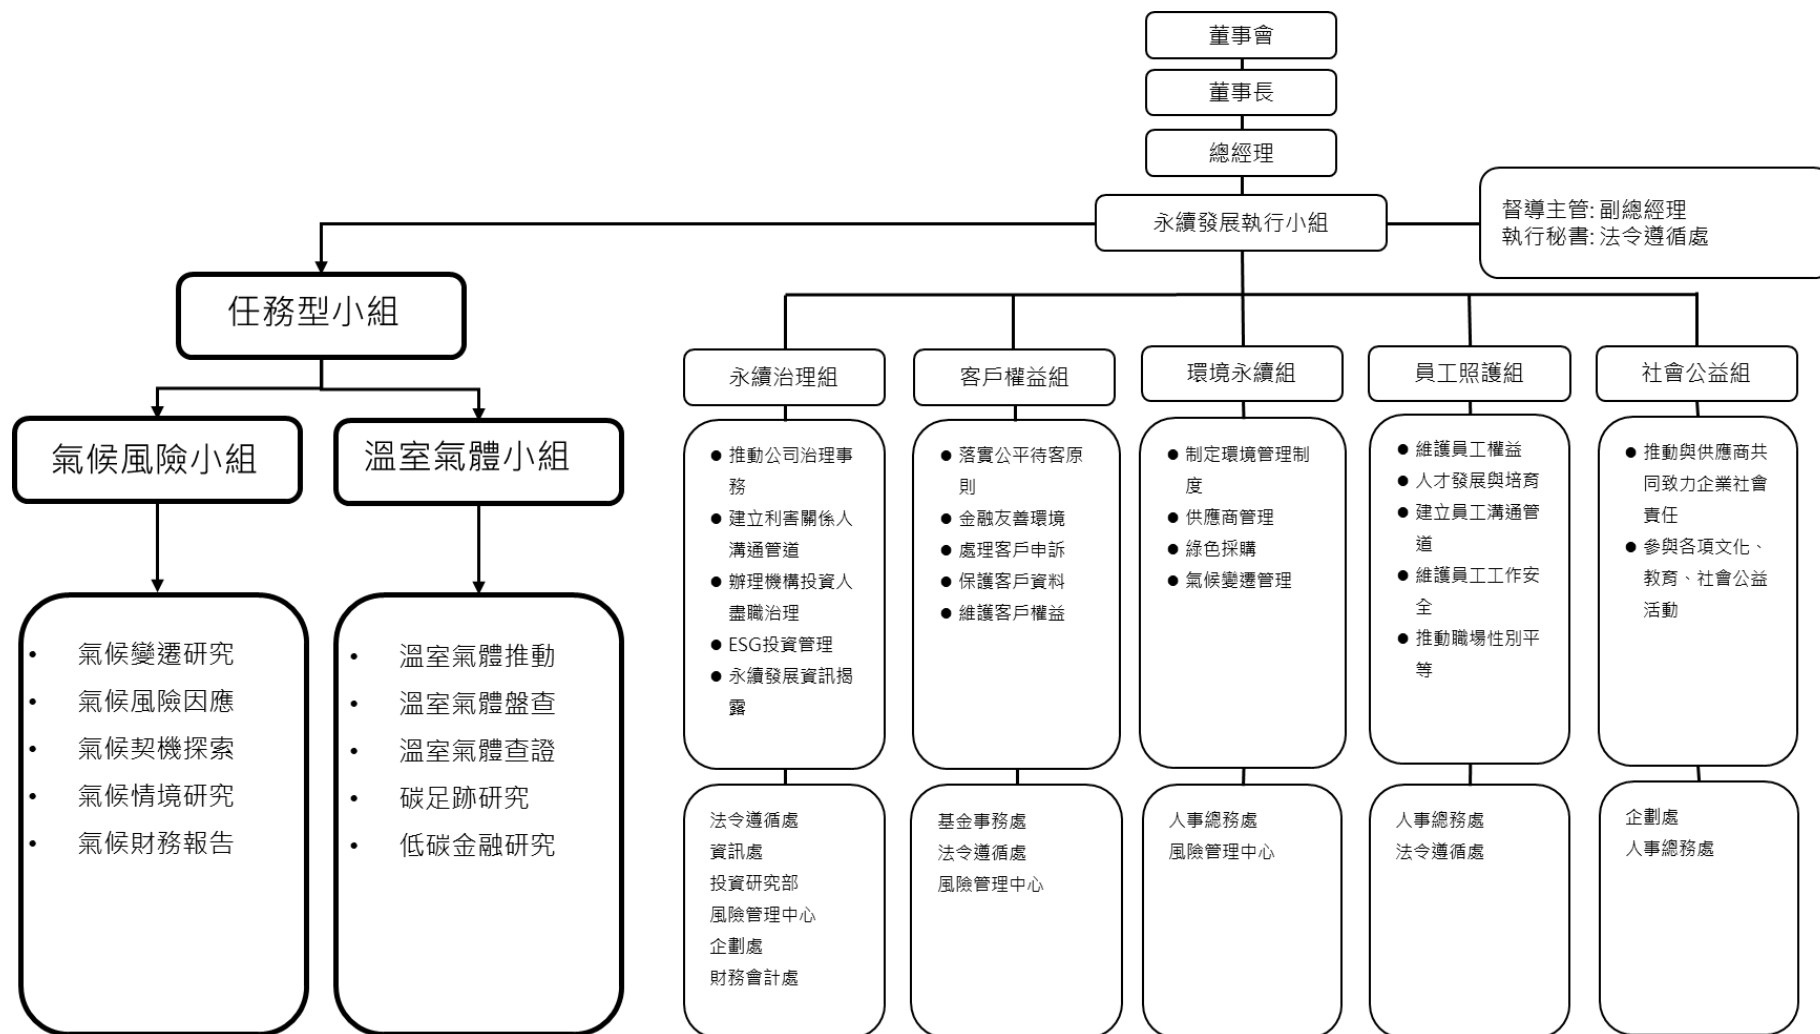 董事會
董事長
總經理
永續發展執行小組
督導主管: 副總經理
執行秘書: 法令遵循處
任務型小組
氣候風險小組
溫室氣體小組
• 氣候變遷研究
• 氣候風險因應
• 氣候契機探索
• 氣候情境研究
• 氣候財務報告
• 溫室氣體推動
• 溫室氣體盤查
• 溫室氣體查證
• 碳足跡研究
• 低碳金融研究
永續治理組
● 推動公司治理事
務
● 建立利害關係人
溝通管道
● 辦理機構投資人
盡職治理
● ESG投資管理
● 永續發展資訊揭
露
法令遵循處
資訊處
投資研究部
風險管理中心
企劃處
財務會計處
客戶權益組
● 落實公平待客原
則
● 金融友善環境
● 處理客戶申訴
● 保護客戶資料
● 維護客戶權益
基金事務處
法令遵循處
風險管理中心
環境永續組
● 制定環境管理制
度
● 供應商管理
● 綠色採購
● 氣候變遷管理
人事總務處
風險管理中心
員工照護組
● 維護員工權益
● 人才發展與培育
● 建立員工溝通管
道
● 維護員工工作安
全
● 推動職場性別平
等
人事總務處
法令遵循處
社會公益組
● 推動與供應商共
同致力企業社會
責任
● 參與各項文化、
教育、社會公益
活動
企劃處
人事總務處